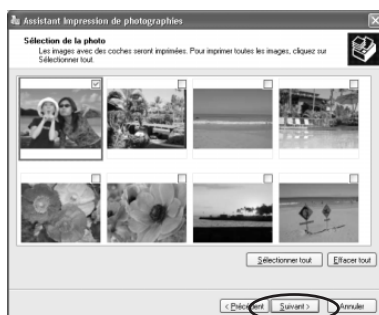 Assistant Impression de photographies
Sélection de la photo
Les images avec des coches seront imprimées. Pour imprimer toutes les images, cliquez sur
Sélectionner tout.
Sélectionner tout
Effacer tout
< Précédent
Suivant >
Annuler